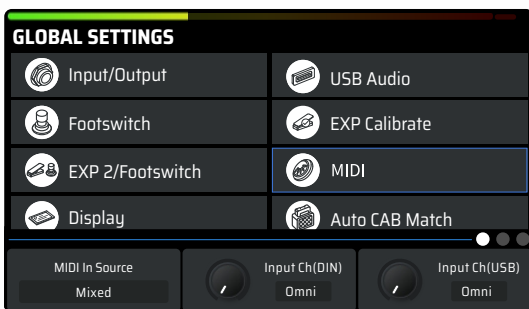 GLOBAL SETTINGS
Input/Output
USB Audio
Footswitch
EXP Calibrate
EXP 2/Footswitch
MIDI
Display
Auto CAB Match
MIDI In Source
Input Ch(DIN)
Input Ch(USB)
Mixed
Omni
Omni